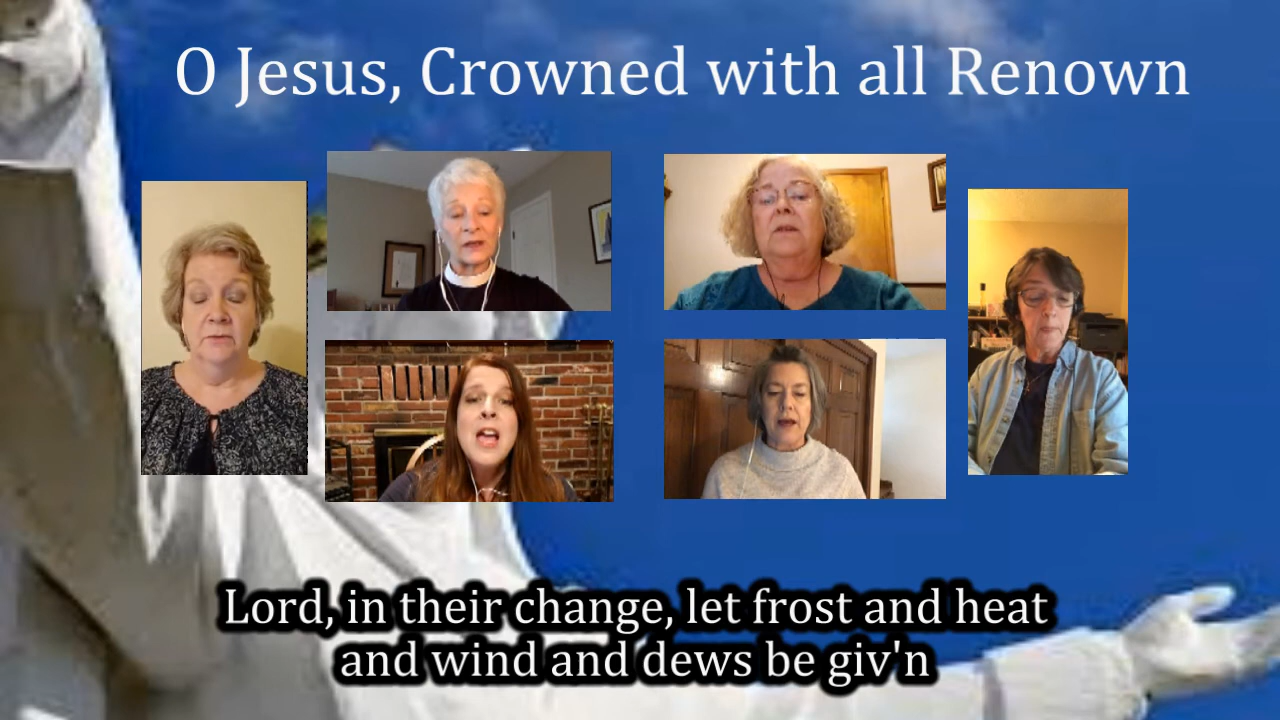 O Jesus, Crowned with all Renown
Lord, in their change, let frost and heat
and wind and dews be giv'n